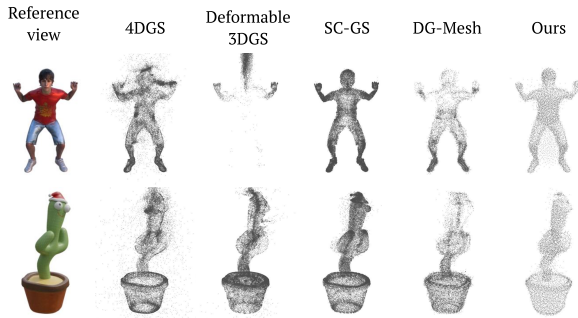 Reference
view
4DGS
Deformable
3DGS
SC-GS
DG-Mesh
Ours